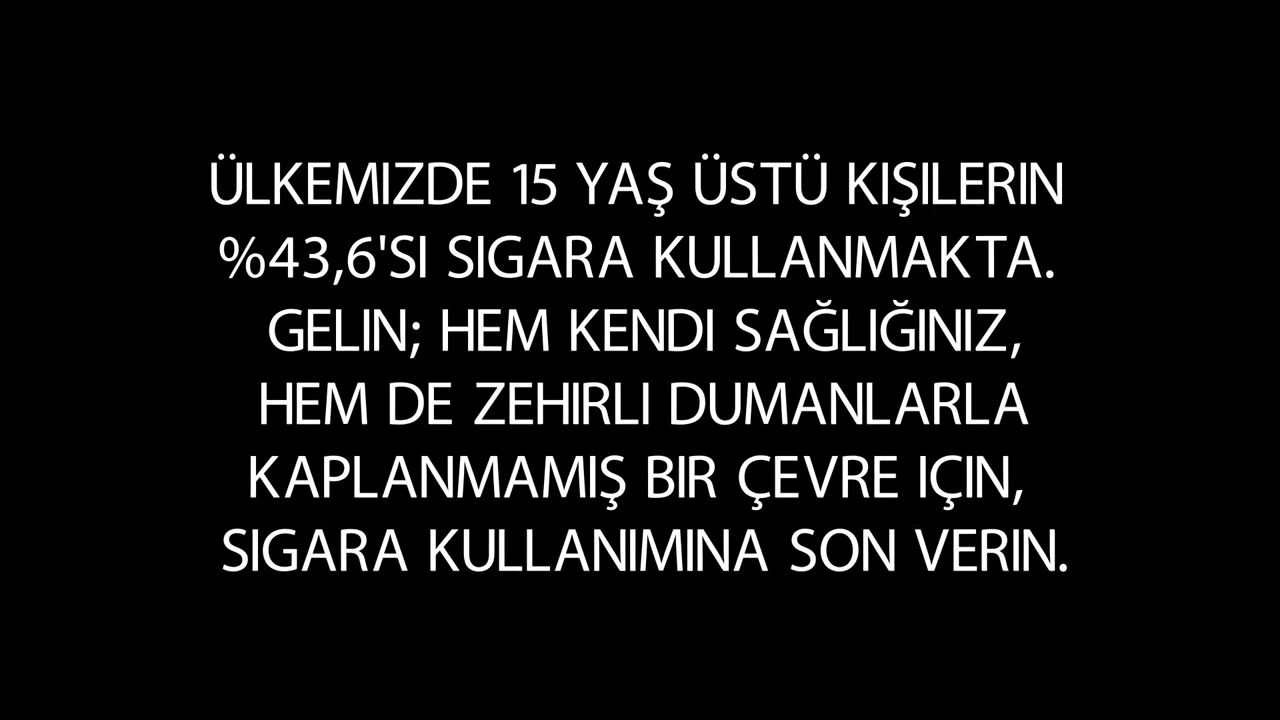 ÜLKEMIZDE 15 YAŞ ÜSTÜ KIŞILERIN
%43,6'SI SIGARA KULLANMAKTA.
GELIN; HEM KENDI SAĞLIĞINIZ,
HEM DE ZEHIRLI DUMANLARLA
KAPLANMAMIŞ BIR ÇEVRE IÇIN,
SIGARA KULLANIMINA SON VERIN.